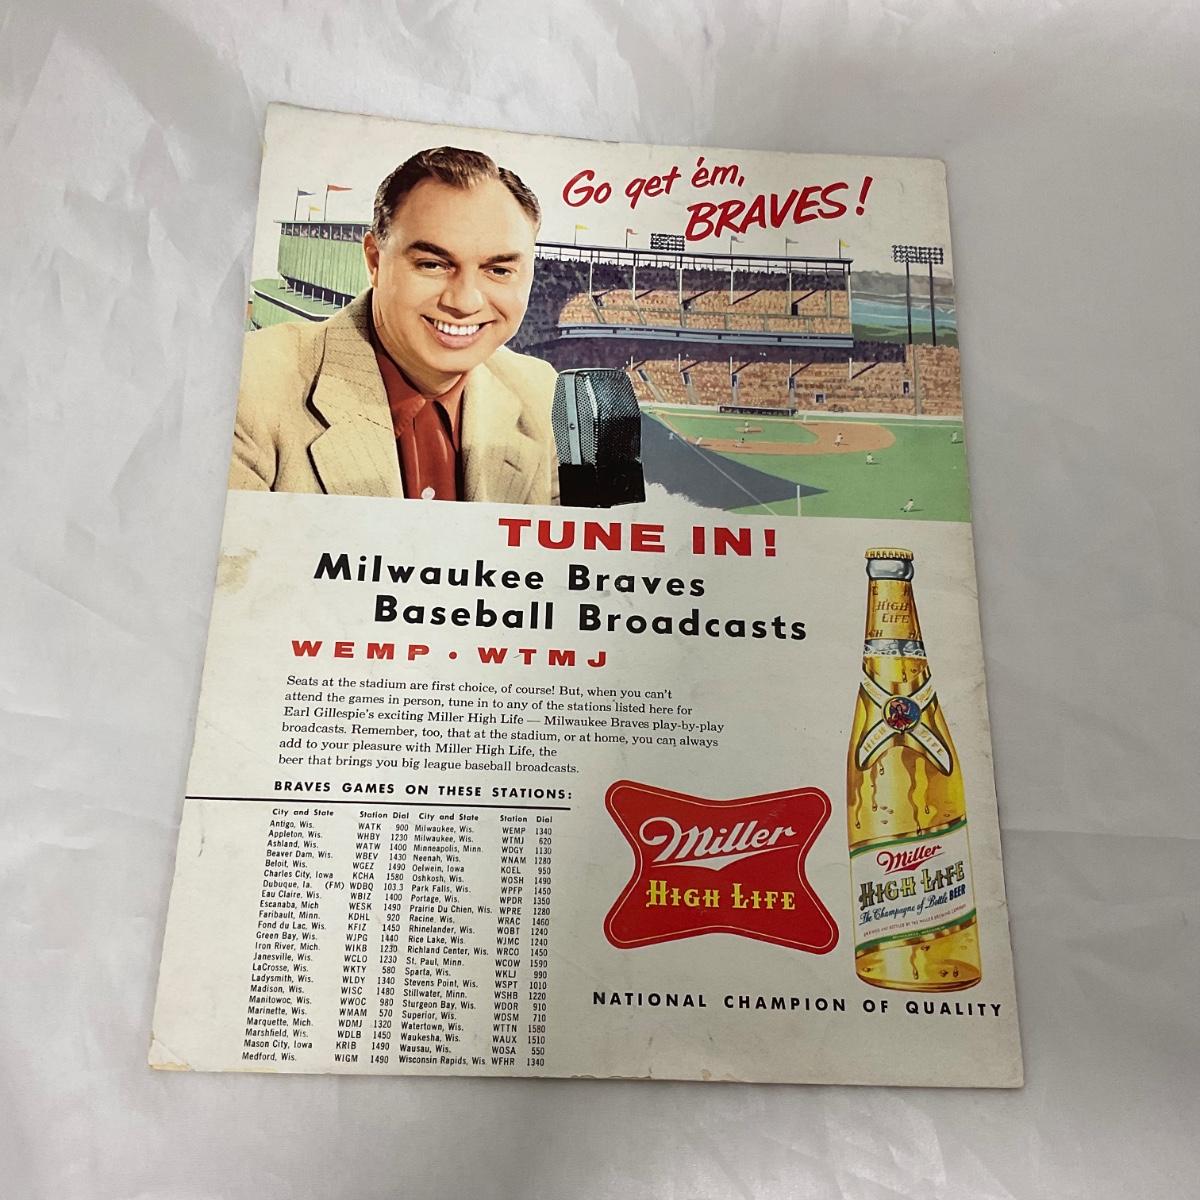 Go get 'em,
BRAVES!
TUNE IN!
Milwaukee Braves
Baseball Broadcasts
WEMP • WTMJ
Seats at the stadium are first choice, of course! But, when you can't
attend the games in person, tune in to any of the stations listed here for
Earl Gillespie's exciting Miller High Life — Milwaukee Braves play-by-play
broadcasts. Remember, too, that at the stadium, or at home, you can always
add to your pleasure with Miller High Life, the
beer that brings you big league baseball broadcasts.
BRAVES GAMES ON THESE STATIONS:
City and State Station Dial
Antigo, Wis. WATK 900
Appleton, Wis. WHBY 1230
Ashland, Wis. WATW 1400
Beaver Dam, Wis. WBEV 1430
Beloit, Wis. WGEZ 1490
Charles City, Iowa KCHA 1580
Dubuque, Ia. (FM) WDBQ 103.3
Eau Claire, Wis. WBIZ 1400
Escanaba, Mich WESK 1490
Faribault, Minn. KDHL 920
Fond du Lac, Wis. KFIZ 1450
Green Bay, Wis. WJPG 1440
Iron River, Mich. WIKB 1230
Janesville, Wis. WCLO 1230
LaCrosse, Wis. WKTY 580
Ladysmith, Wis. WLDY 1340
Madison, Wis. WISC 1480
Manitowoc, Wis. WWOC 980
Marinette, Wis. WMAM 570
Marquette, Mich. WDMJ 1320
Marshfield, Wis. WDLB 1450
Mason City, Iowa KRIB 1490
Medford, Wis. WIGM 1490
City and State Station Dial
Milwaukee, Wis. WEMP 1340
Milwaukee, Wis. WTMJ 620
Minneapolis, Minn. WDGY 1130
Neenah, Wis. WNAM 1280
Oelwein, Iowa KOEL 950
Oshkosh, Wis. WOSH 1490
Park Falls, Wis. WPFP 1450
Portage, Wis. WPDR 1350
Prairie Du Chien, Wis. WPRE 1280
Racine, Wis. WRAC 1460
Rhinelander, Wis. WOBT 1240
Rice Lake, Wis. WJMC 1240
Richland Center, Wis. WRCO 1450
St. Paul, Minn. WCOW 1590
Sparta, Wis. WKLJ 990
Stevens Point, Wis. WSPT 1010
Stillwater, Minn. WSHB 1220
Sturgeon Bay, Wis. WDOR 910
Superior, Wis. WDSM 710
Watertown, Wis. WTTN 1580
Waukesha, Wis. WAUX 1510
Wausau, Wis. WOSA 550
Wisconsin Rapids, Wis. WFHR 1340
Miller
HIGH LIFE
HIGH
LIFE
HIGH LIFE
Miller
HIGH LIFE
The Champagne of Bottle BEER
NATIONAL CHAMPION OF QUALITY